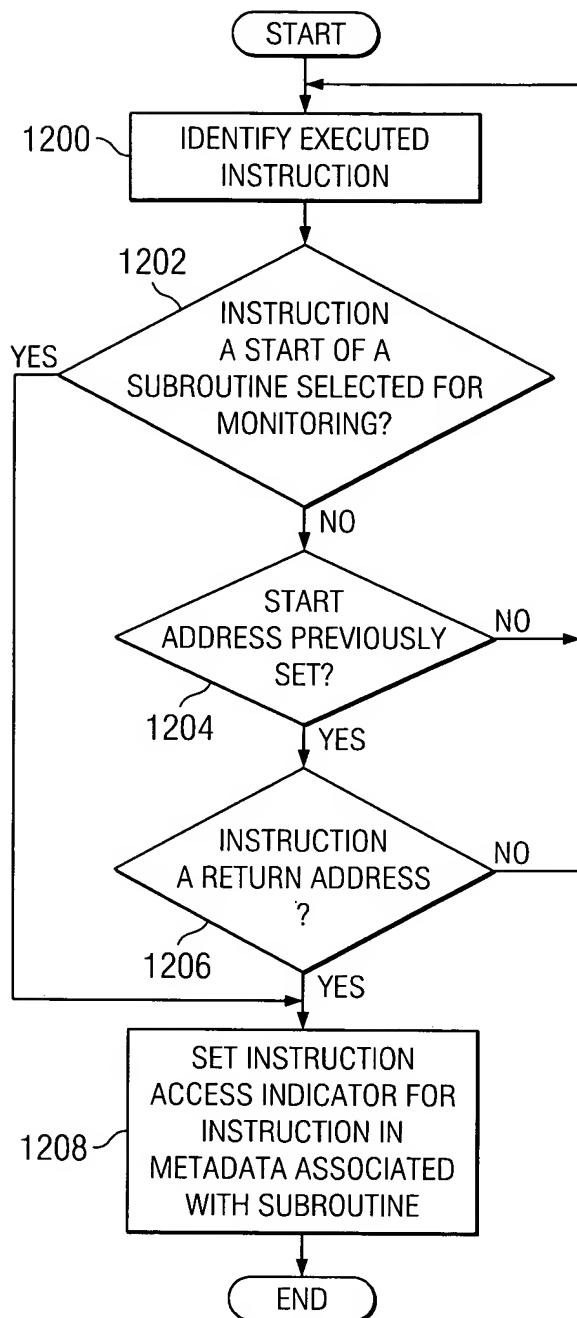 START
1200
IDENTIFY EXECUTED
INSTRUCTION
1202
INSTRUCTION
A START OF A
SUBROUTINE SELECTED FOR
MONITORING?
YES
NO
START
ADDRESS PREVIOUSLY
SET?
NO
1204
YES
INSTRUCTION
A RETURN ADDRESS
?
NO
1206
YES
SET INSTRUCTION
ACCESS INDICATOR FOR
INSTRUCTION IN
METADATA ASSOCIATED
WITH SUBROUTINE
1208
END